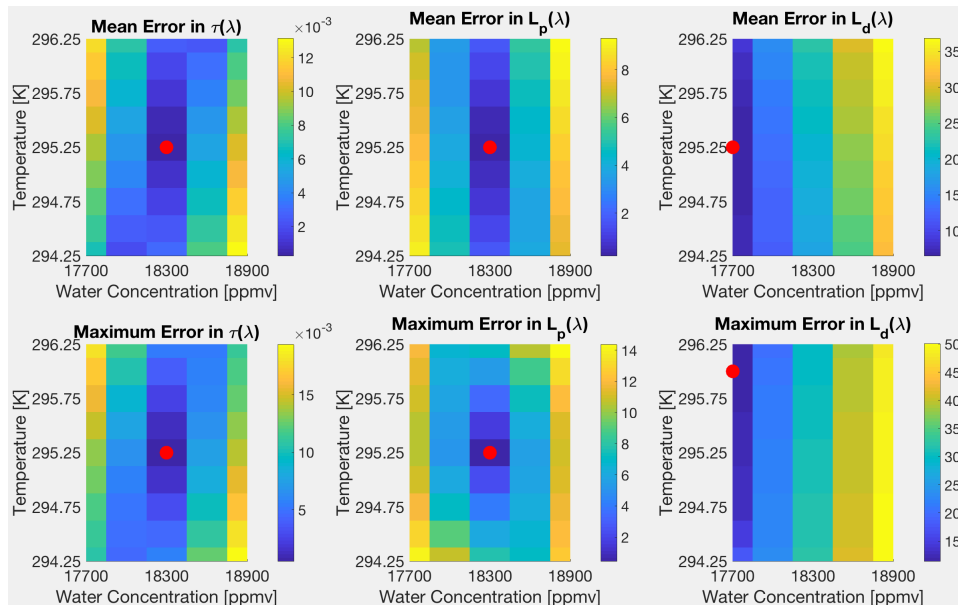 Mean Error in τ(λ)
×10⁻³
Temperature [K]
296.25
295.75
295.25
294.75
294.25
17700 18300 18900
Water Concentration [ppmv]
12
10
8
6
4
2
Mean Error in Lp(λ)
Temperature [K]
296.25
295.75
295.25
294.75
294.25
17700 18300 18900
Water Concentration [ppmv]
8
6
4
2
Mean Error in Ld(λ)
Temperature [K]
296.25
295.75
295.25
294.75
294.25
17700 18300 18900
Water Concentration [ppmv]
35
30
25
20
15
10
Maximum Error in τ(λ)
×10⁻³
Temperature [K]
296.25
295.75
295.25
294.75
294.25
17700 18300 18900
Water Concentration [ppmv]
15
10
5
Maximum Error in Lp(λ)
Temperature [K]
296.25
295.75
295.25
294.75
294.25
17700 18300 18900
Water Concentration [ppmv]
14
12
10
8
6
4
2
Maximum Error in Ld(λ)
Temperature [K]
296.25
295.75
295.25
294.75
294.25
17700 18300 18900
Water Concentration [ppmv]
50
45
40
35
30
25
20
15